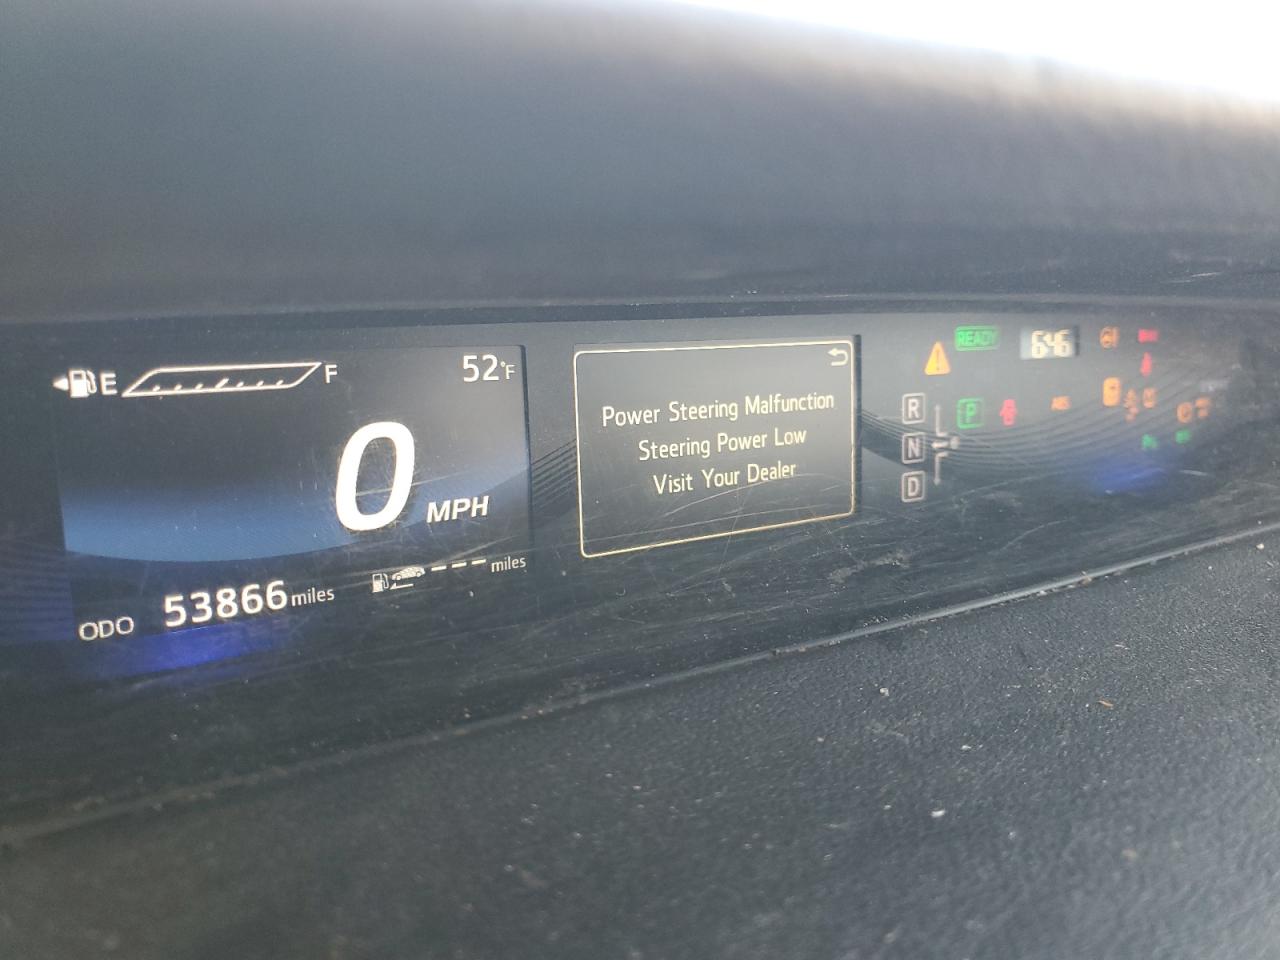 E F
52°F
0 MPH
ODO 53866 miles
--- miles
Power Steering Malfunction
Steering Power Low
Visit Your Dealer
READY
6:46
R
N
D
P
ABS